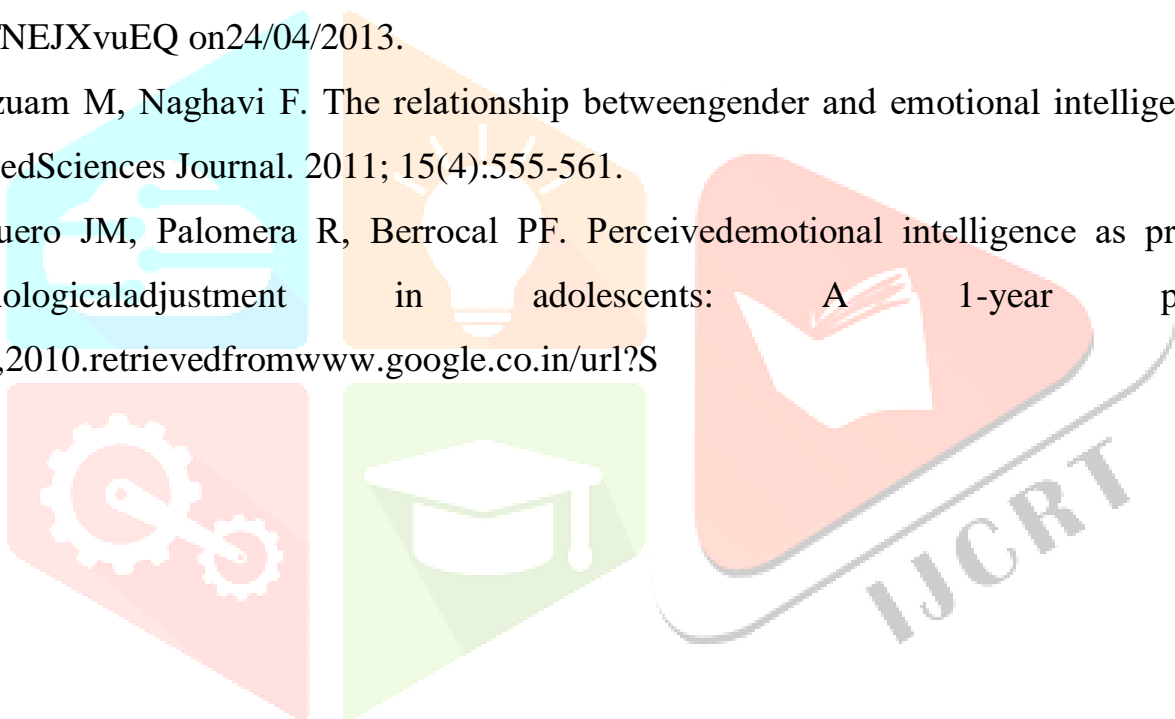 NEJXvuEQ on24/04/2013.
zuam M, Naghavi F. The relationship betweengender and emotional intellige
edSciences Journal. 2011; 15(4):555-561.
uero JM, Palomera R, Berrocal PF. Perceivedemotional intelligence as pr
ologicaladjustment in adolescents: A 1-year p
,2010.retrievedfromwww.google.co.in/url?S
IJCRT